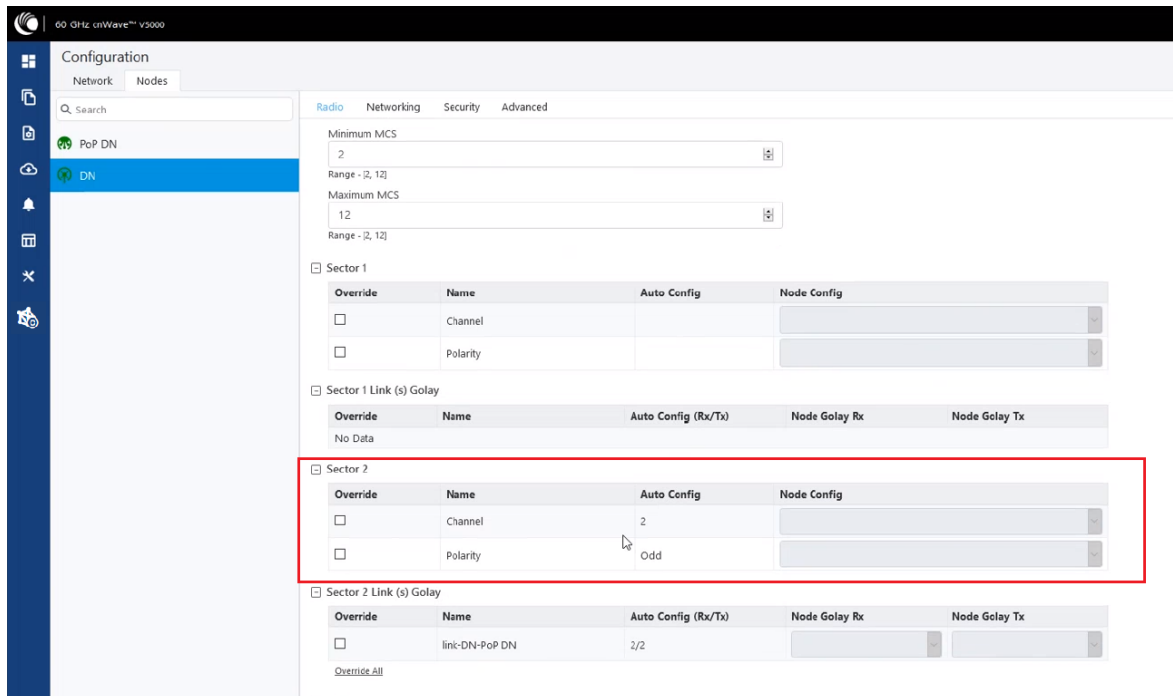 60 GHz cnWave™ V5000
Configuration
Network Nodes
Search
PoP DN
DN
Radio Networking Security Advanced
Minimum MCS
2
Range - [2, 12]
Maximum MCS
12
Range - [2, 12]
Sector 1
Override Name Auto Config Node Config
Channel
Polarity
Sector 1 Link (s) Golay
Override Name Auto Config (Rx/Tx) Node Golay Rx Node Golay Tx
No Data
Sector 2
Override Name Auto Config Node Config
Channel 2
Polarity Odd
Sector 2 Link (s) Golay
Override Name Auto Config (Rx/Tx) Node Golay Rx Node Golay Tx
link-DN-PoP DN 2/2
Override All